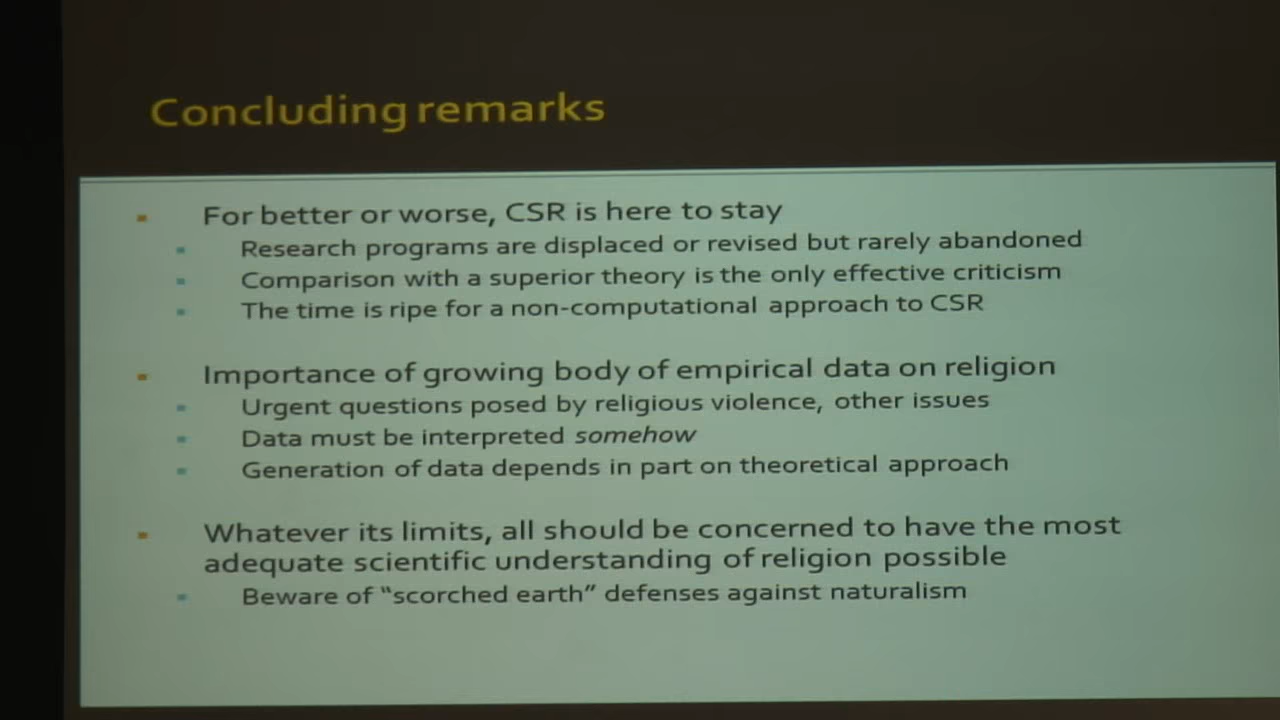 Concluding remarks
For better or worse, CSR is here to stay
Research programs are displaced or revised but rarely abandoned
Comparison with a superior theory is the only effective criticism
The time is ripe for a non-computational approach to CSR
Importance of growing body of empirical data on religion
Urgent questions posed by religious violence, other issues
Data must be interpreted somehow
Generation of data depends in part on theoretical approach
Whatever its limits, all should be concerned to have the most
adequate scientific understanding of religion possible
Beware of “scorched earth” defenses against naturalism